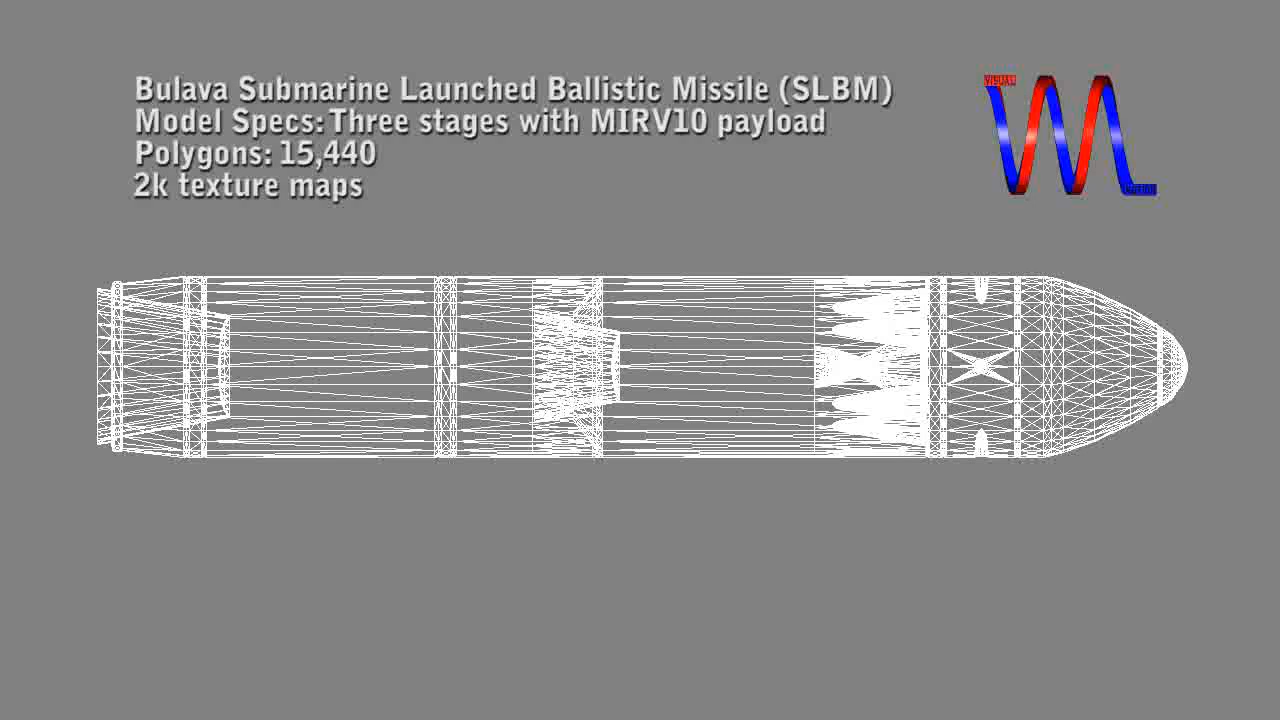 Bulava Submarine Launched Ballistic Missile (SLBM)
Model Specs: Three stages with MIRV10 payload
Polygons: 15,440
2k texture maps
VISUAL